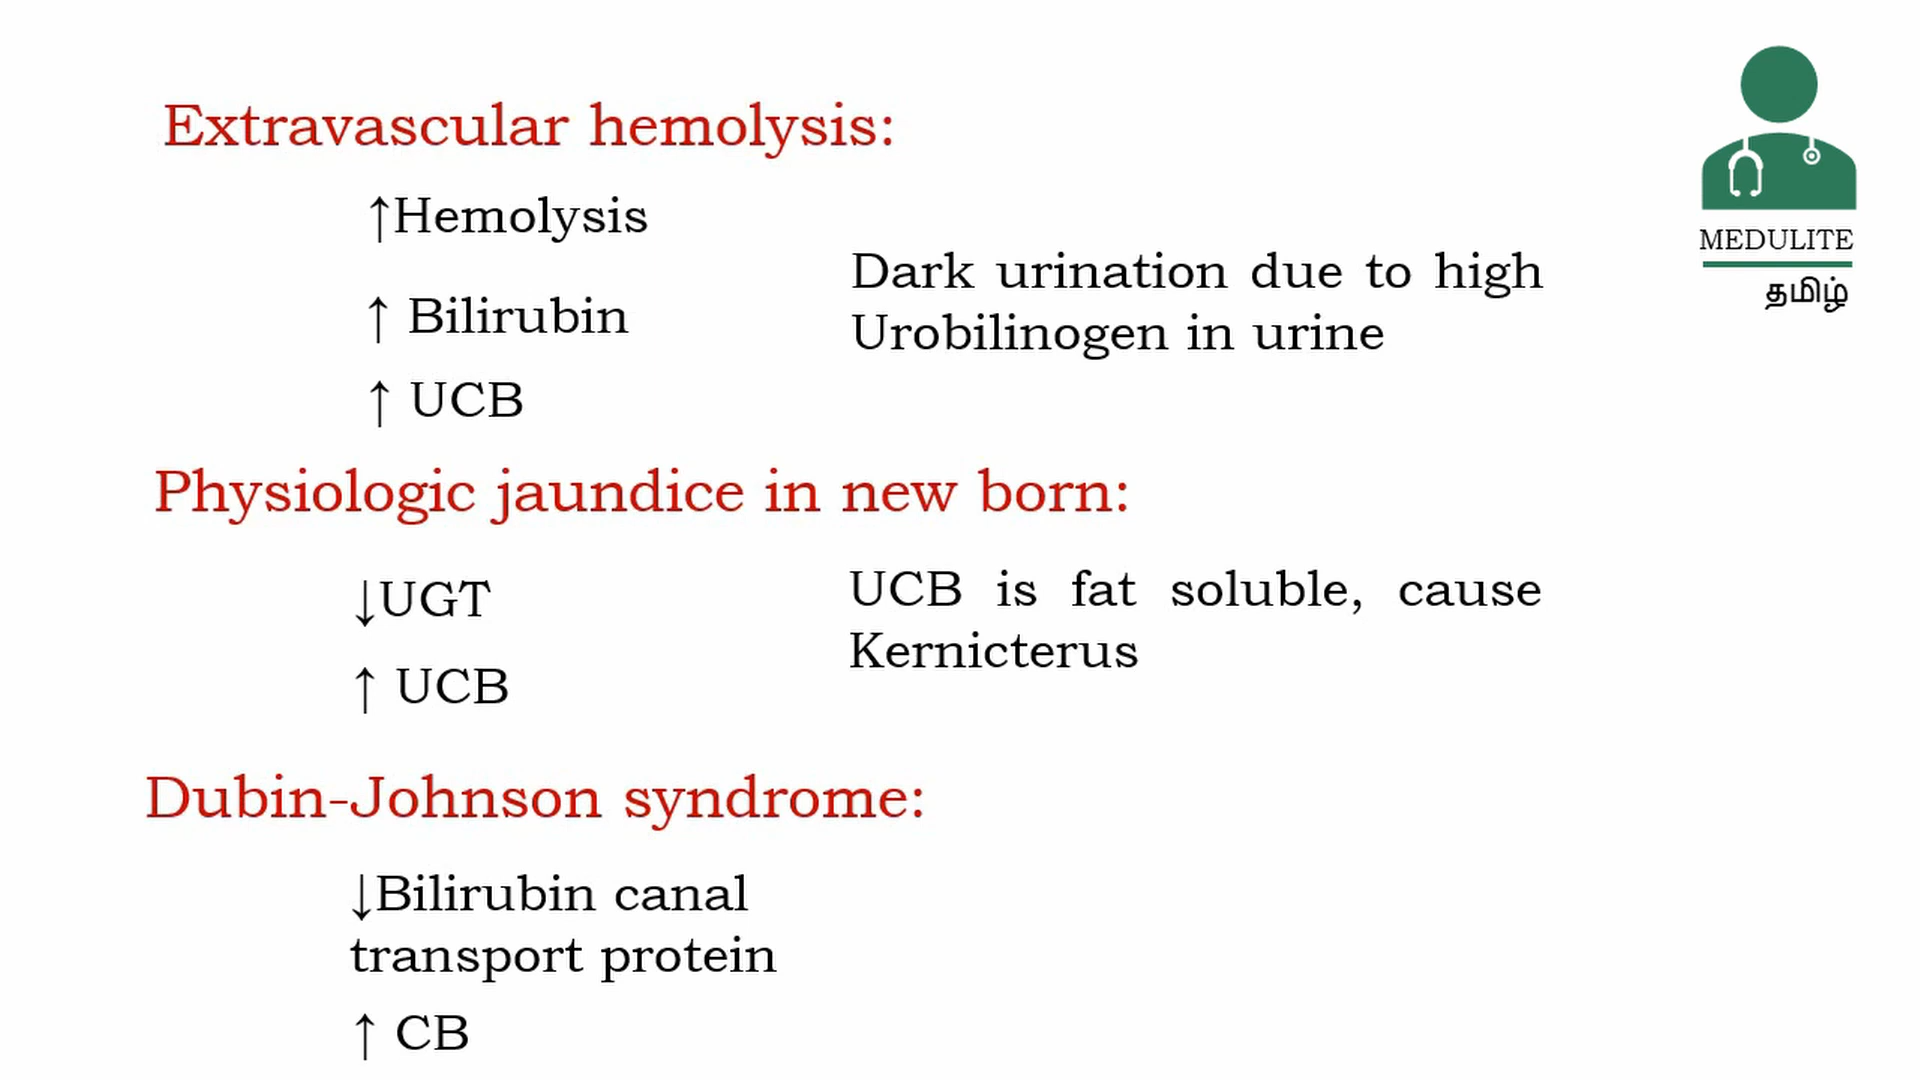 Extravascular hemolysis:
↑Hemolysis
↑ Bilirubin
↑ UCB
Dark urination due to high
Urobilinogen in urine
Physiologic jaundice in new born:
↓UGT
↑ UCB
UCB is fat soluble, cause
Kernicterus
Dubin-Johnson syndrome:
↓Bilirubin canal
transport protein
↑ CB
MEDULITE
தமிழ்